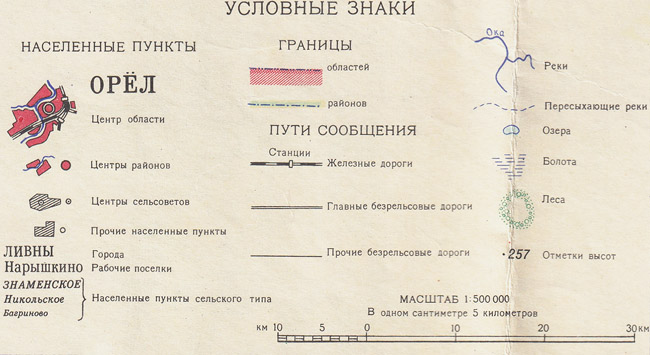 УСЛОВНЫЕ ЗНАКИ
НАСЕЛЕННЫЕ ПУНКТЫ
ОРЁЛ
Центр области
Центры районов
Центры сельсоветов
Прочие населенные пункты
ЛИВНЫ Города
Нарышкино Рабочие поселки
ЗНАМЕНСКОЕ
Никольское
Багриново
Населенные пункты сельского типа
ГРАНИЦЫ
областей
районов
ПУТИ СООБЩЕНИЯ
Станции
Железные дороги
Главные безрельсовые дороги
Прочие безрельсовые дороги
Ока
Реки
Пересыхающие реки
Озера
Болота
Леса
·257 Отметки высот
МАСШТАБ 1:500 000
В одном сантиметре 5 километров
км 10 5 0 10 20 30 км